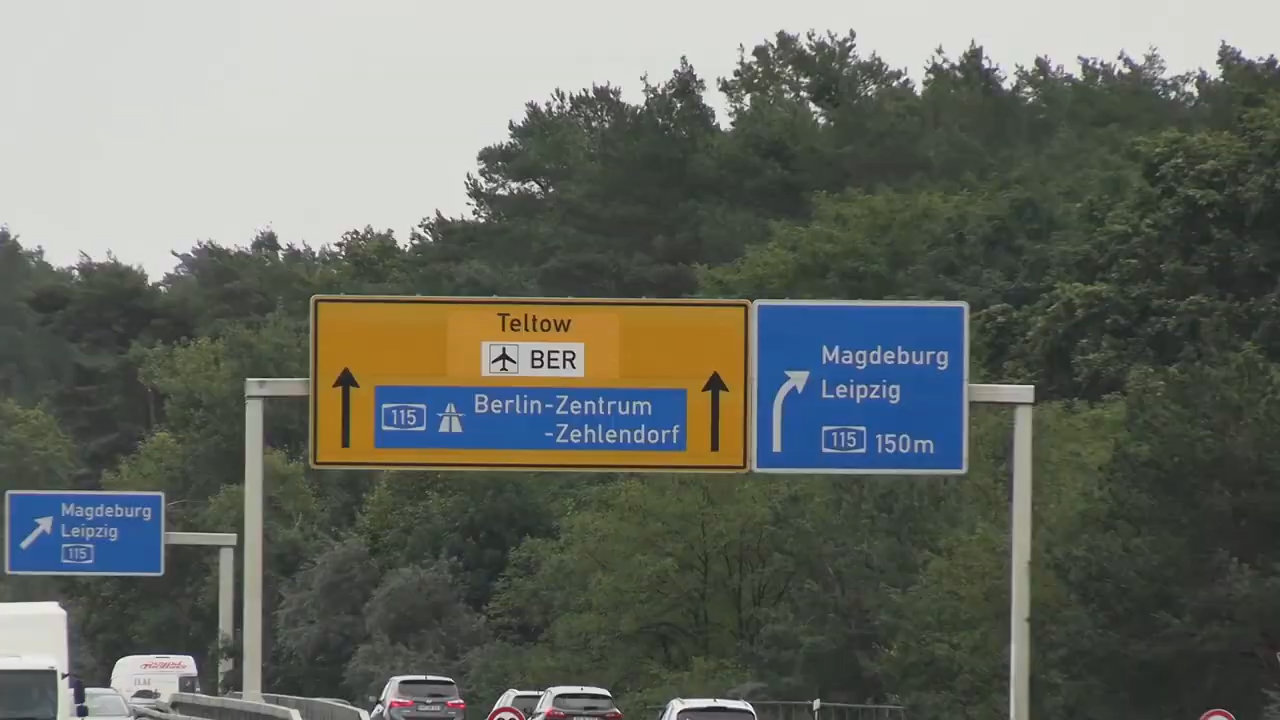 Teltow
BER
115 Berlin-Zentrum
-Zehlendorf
Magdeburg
Leipzig
115 150m
Magdeburg
Leipzig
115